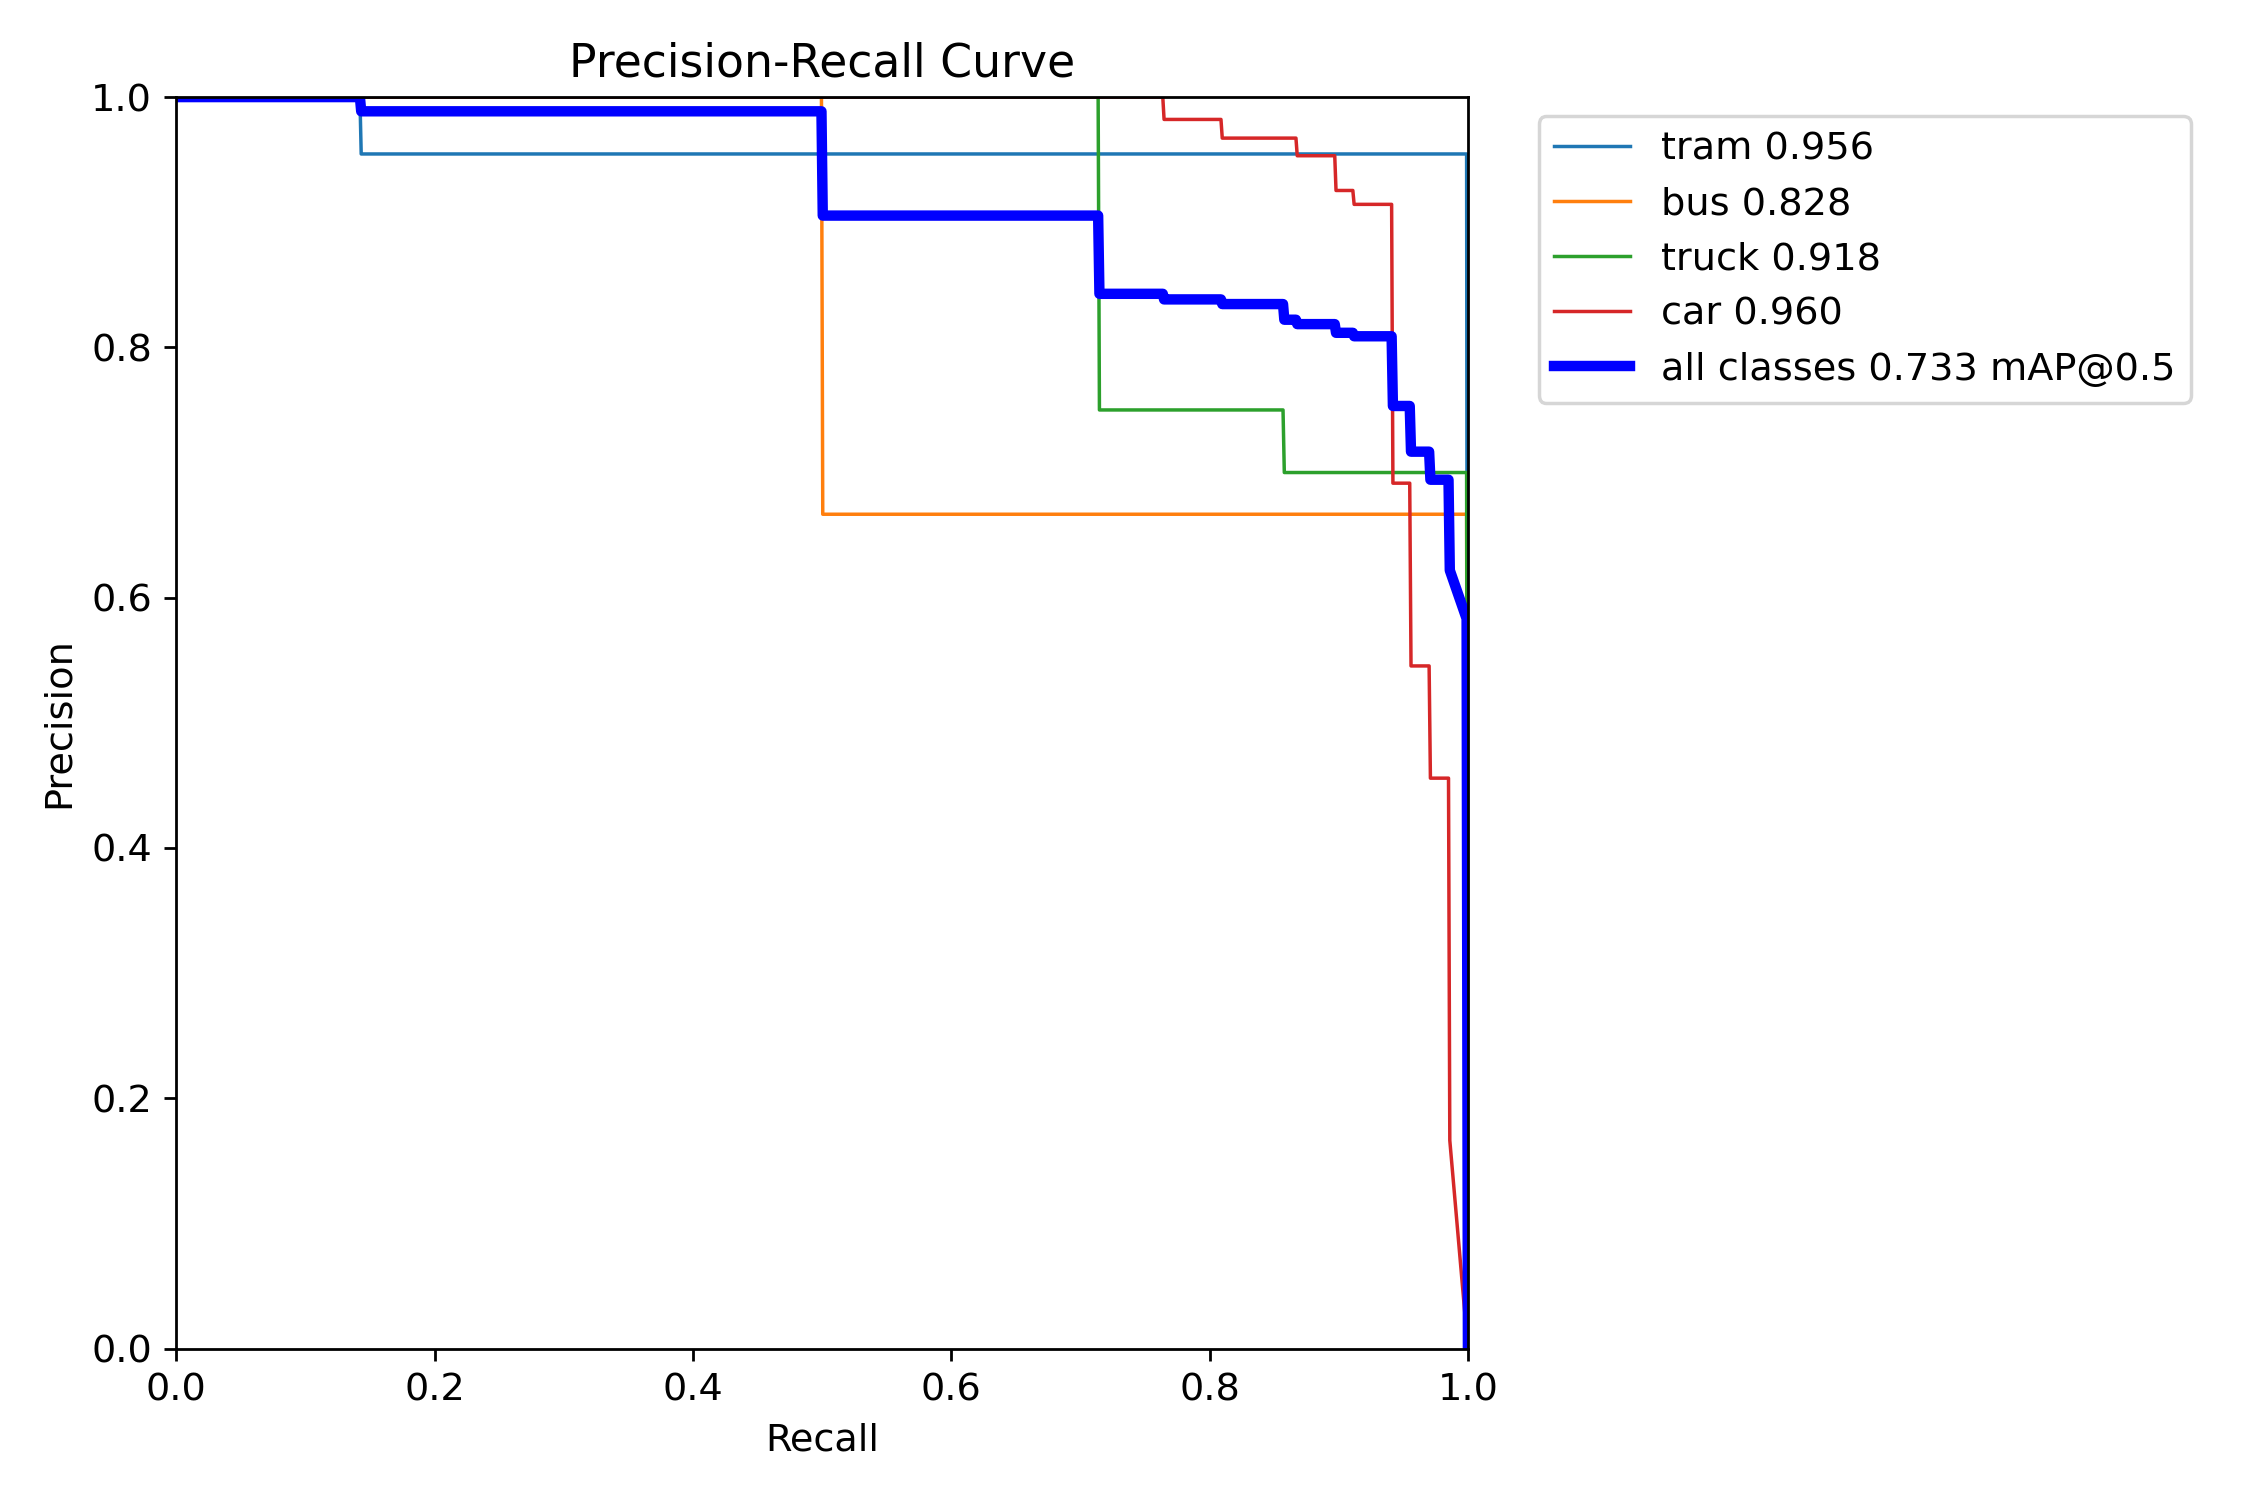 Precision-Recall Curve
1.0
0.8
0.6
0.4
0.2
0.0
Precision
0.0 0.2 0.4 0.6 0.8 1.0
Recall
tram 0.956
bus 0.828
truck 0.918
car 0.960
all classes 0.733 mAP@0.5